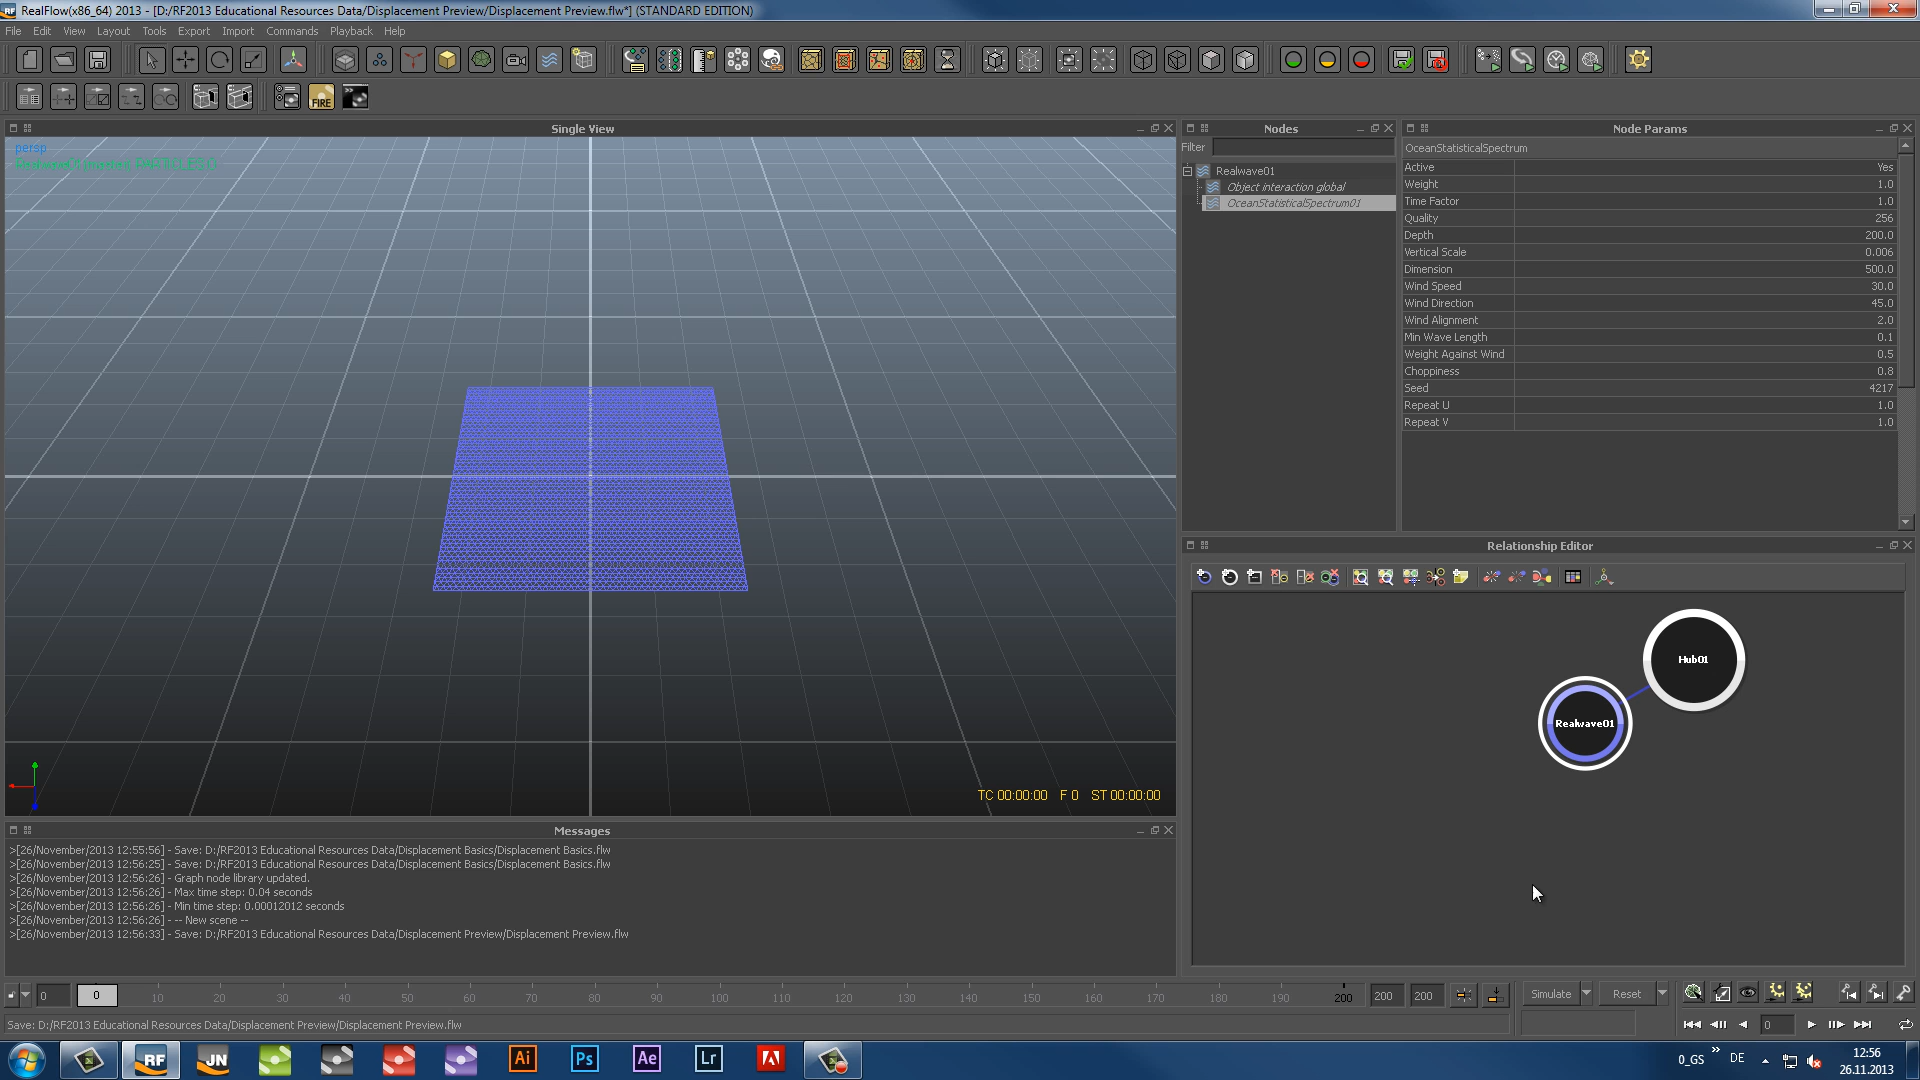 RealFlow(x86_64) 2013 - [D:/RF2013 Educational Resources Data/Displacement Preview/Displacement Preview.flw*] (STANDARD EDITION)
File Edit View Layout Tools Export Import Commands Playback Help
FIRE
Single View
persp
TC 00:00:00 F 0 ST 00:00:00
Nodes
Filter
Realwave01
Object interaction global
OceanStatisticalSpectrum01
Node Params
OceanStatisticalSpectrum
Active Yes
Weight 1.0
Time Factor 1.0
Quality 256
Depth 200.0
Vertical Scale 0.006
Dimension 500.0
Wind Speed 30.0
Wind Direction 45.0
Wind Alignment 2.0
Min Wave Length 0.1
Weight Against Wind 0.5
Choppiness 0.8
Seed 4217
Repeat U 1.0
Repeat V 1.0
Relationship Editor
Hub01
Realwave01
Messages
>[26/November/2013 12:55:56] - Save: D:/RF2013 Educational Resources Data/Displacement Basics/Displacement Basics.flw
>[26/November/2013 12:56:25] - Save: D:/RF2013 Educational Resources Data/Displacement Basics/Displacement Basics.flw
>[26/November/2013 12:56:26] - Graph node library updated.
>[26/November/2013 12:56:26] - Max time step: 0.04 seconds
>[26/November/2013 12:56:26] - Min time step: 0.00012012 seconds
>[26/November/2013 12:56:26] - -- New scene --
>[26/November/2013 12:56:33] - Save: D:/RF2013 Educational Resources Data/Displacement Preview/Displacement Preview.flw
0 0 10 20 30 40 50 60 70 80 90 100 110 120 130 140 150 160 170 180 190 200 200 200
Simulate Reset
0
Save: D:/RF2013 Educational Resources Data/Displacement Preview/Displacement Preview.flw
RF JN Ai Ps Ae Lr
0_GS » DE
12:56
26.11.2013